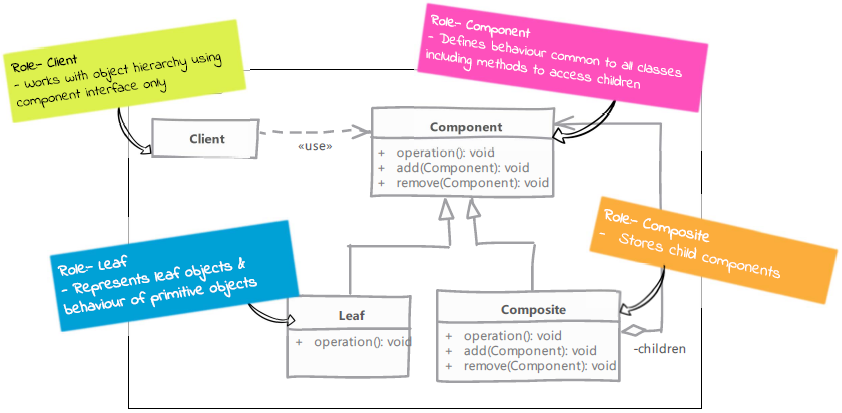 Role- Client
- Works with object hierarchy using
component interface only
Role- Component
- Defines behaviour common to all classes
including methods to access children
Client
«use»
Component
+ operation(): void
+ add(Component): void
+ remove(Component): void
Role- Leaf
- Represents leaf objects &
behaviour of primitive objects
Role- Composite
- Stores child components
Leaf
+ operation(): void
Composite
+ operation(): void
+ add(Component): void
+ remove(Component): void
-children